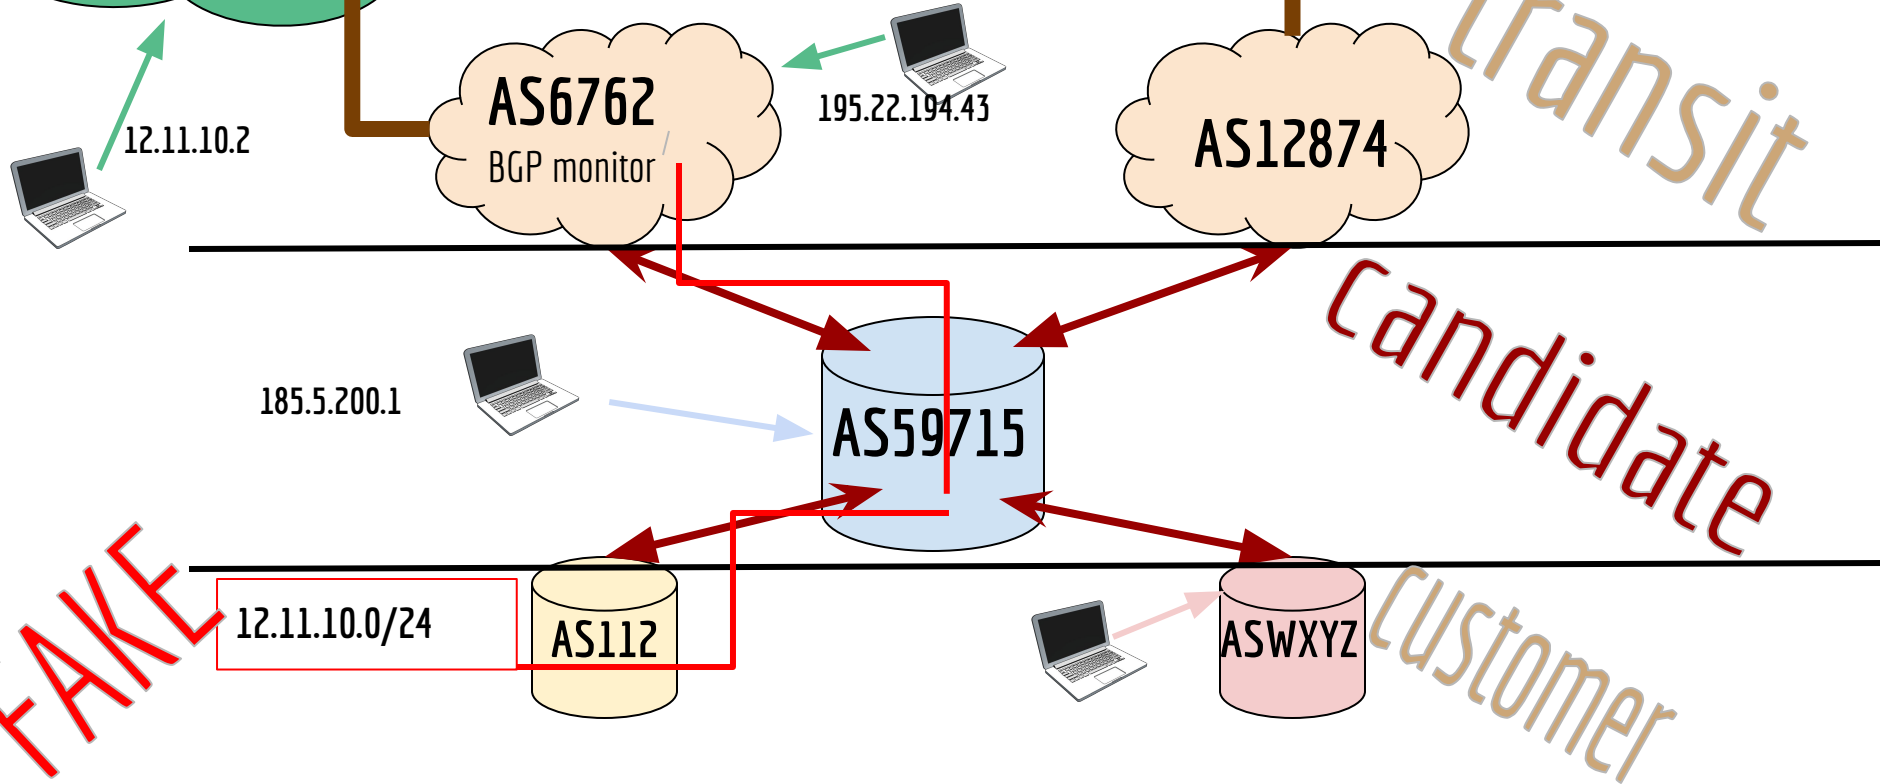 transit
AS6762
195.22.194.43
BGP monitor
12.11.10.2
AS12874
candidate
185.5.200.1
AS59715
FAKE
12.11.10.0/24
AS112
ASWXYZ
customer